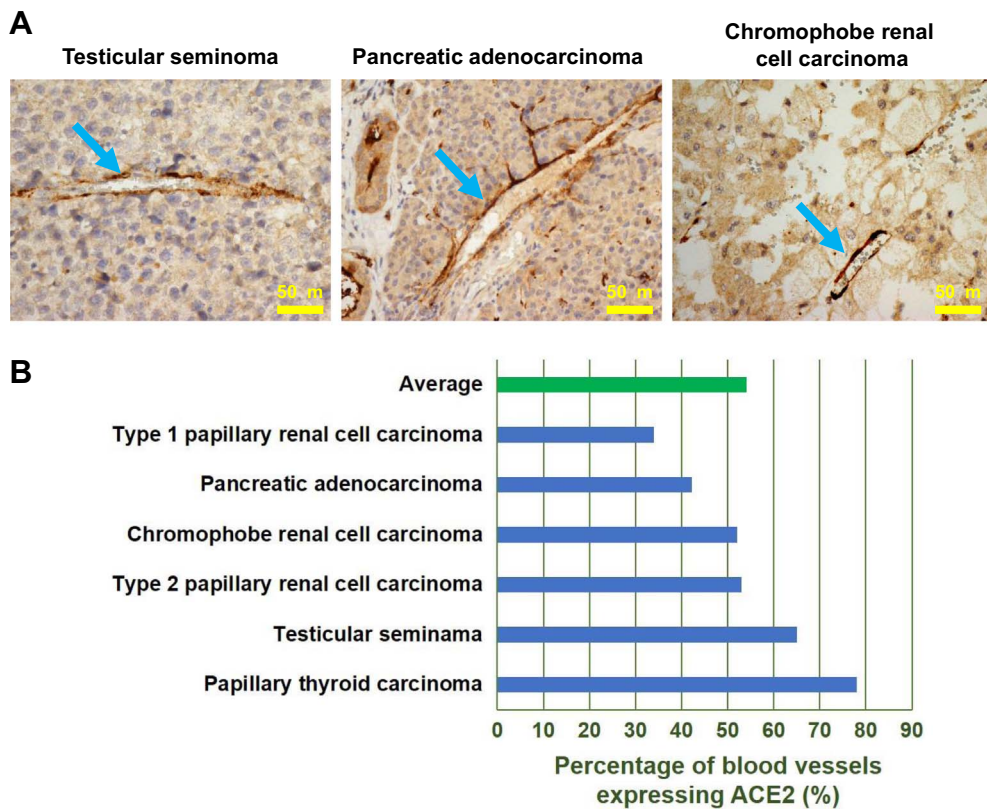 A
Testicular seminoma
Pancreatic adenocarcinoma
Chromophobe renal
cell carcinoma
50 m
50 m
50 m
B
Average
Type 1 papillary renal cell carcinoma
Pancreatic adenocarcinoma
Chromophobe renal cell carcinoma
Type 2 papillary renal cell carcinoma
Testicular seminama
Papillary thyroid carcinoma
0 10 20 30 40 50 60 70 80 90
Percentage of blood vessels
expressing ACE2 (%)